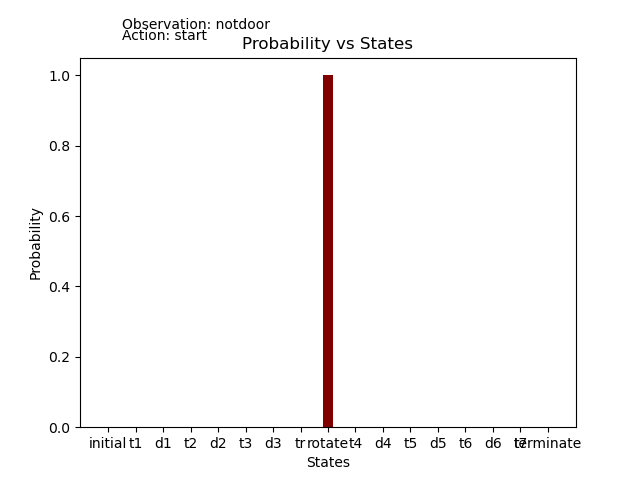 Observation: notdoor
Action: start
Probability vs States
1.0
0.8
0.6
0.4
0.2
0.0
Probability
initial t1 d1 t2 d2 t3 d3 tr rotate t4 d4 t5 d5 t6 d6 t7 terminate
States